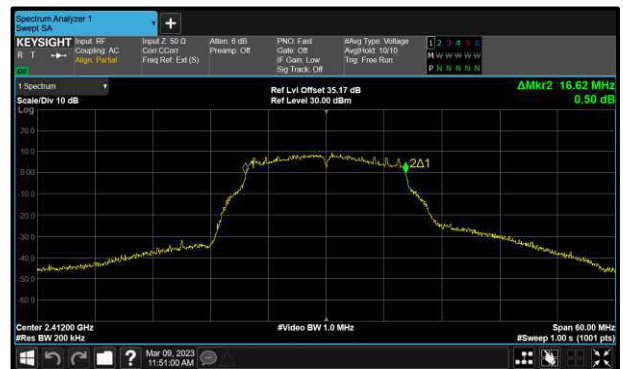 Spectrum Analyzer 1
Swept SA
+
KEYSIGHT
R T
Input: RF
Coupling: AC
Align: Partial
Input Z: 50 Ω
Corr CCorr
Freq Ref: Ext (S)
Atten: 6 dB
Preamp: Off
PNO: Fast
Gate: Off
IF Gain: Low
Sig Track: Off
#Avg Type: Voltage
Avg|Hold: 10/10
Trig: Free Run
1 2 3 4 5 6
M W W W W W
P N N N N N
1 Spectrum
Scale/Div 10 dB
Ref Lvl Offset 35.17 dB
Ref Level 30.00 dBm
ΔMkr2 16.62 MHz
0.50 dB
Log
20.0
10.0
0.00
-10.0
-20.0
-30.0
-40.0
-50.0
-60.0
2Δ1
Center 2.41200 GHz
#Res BW 200 kHz
#Video BW 1.0 MHz
Span 60.00 MHz
#Sweep 1.00 s (1001 pts)
?
Mar 09, 2023
11:51:00 AM